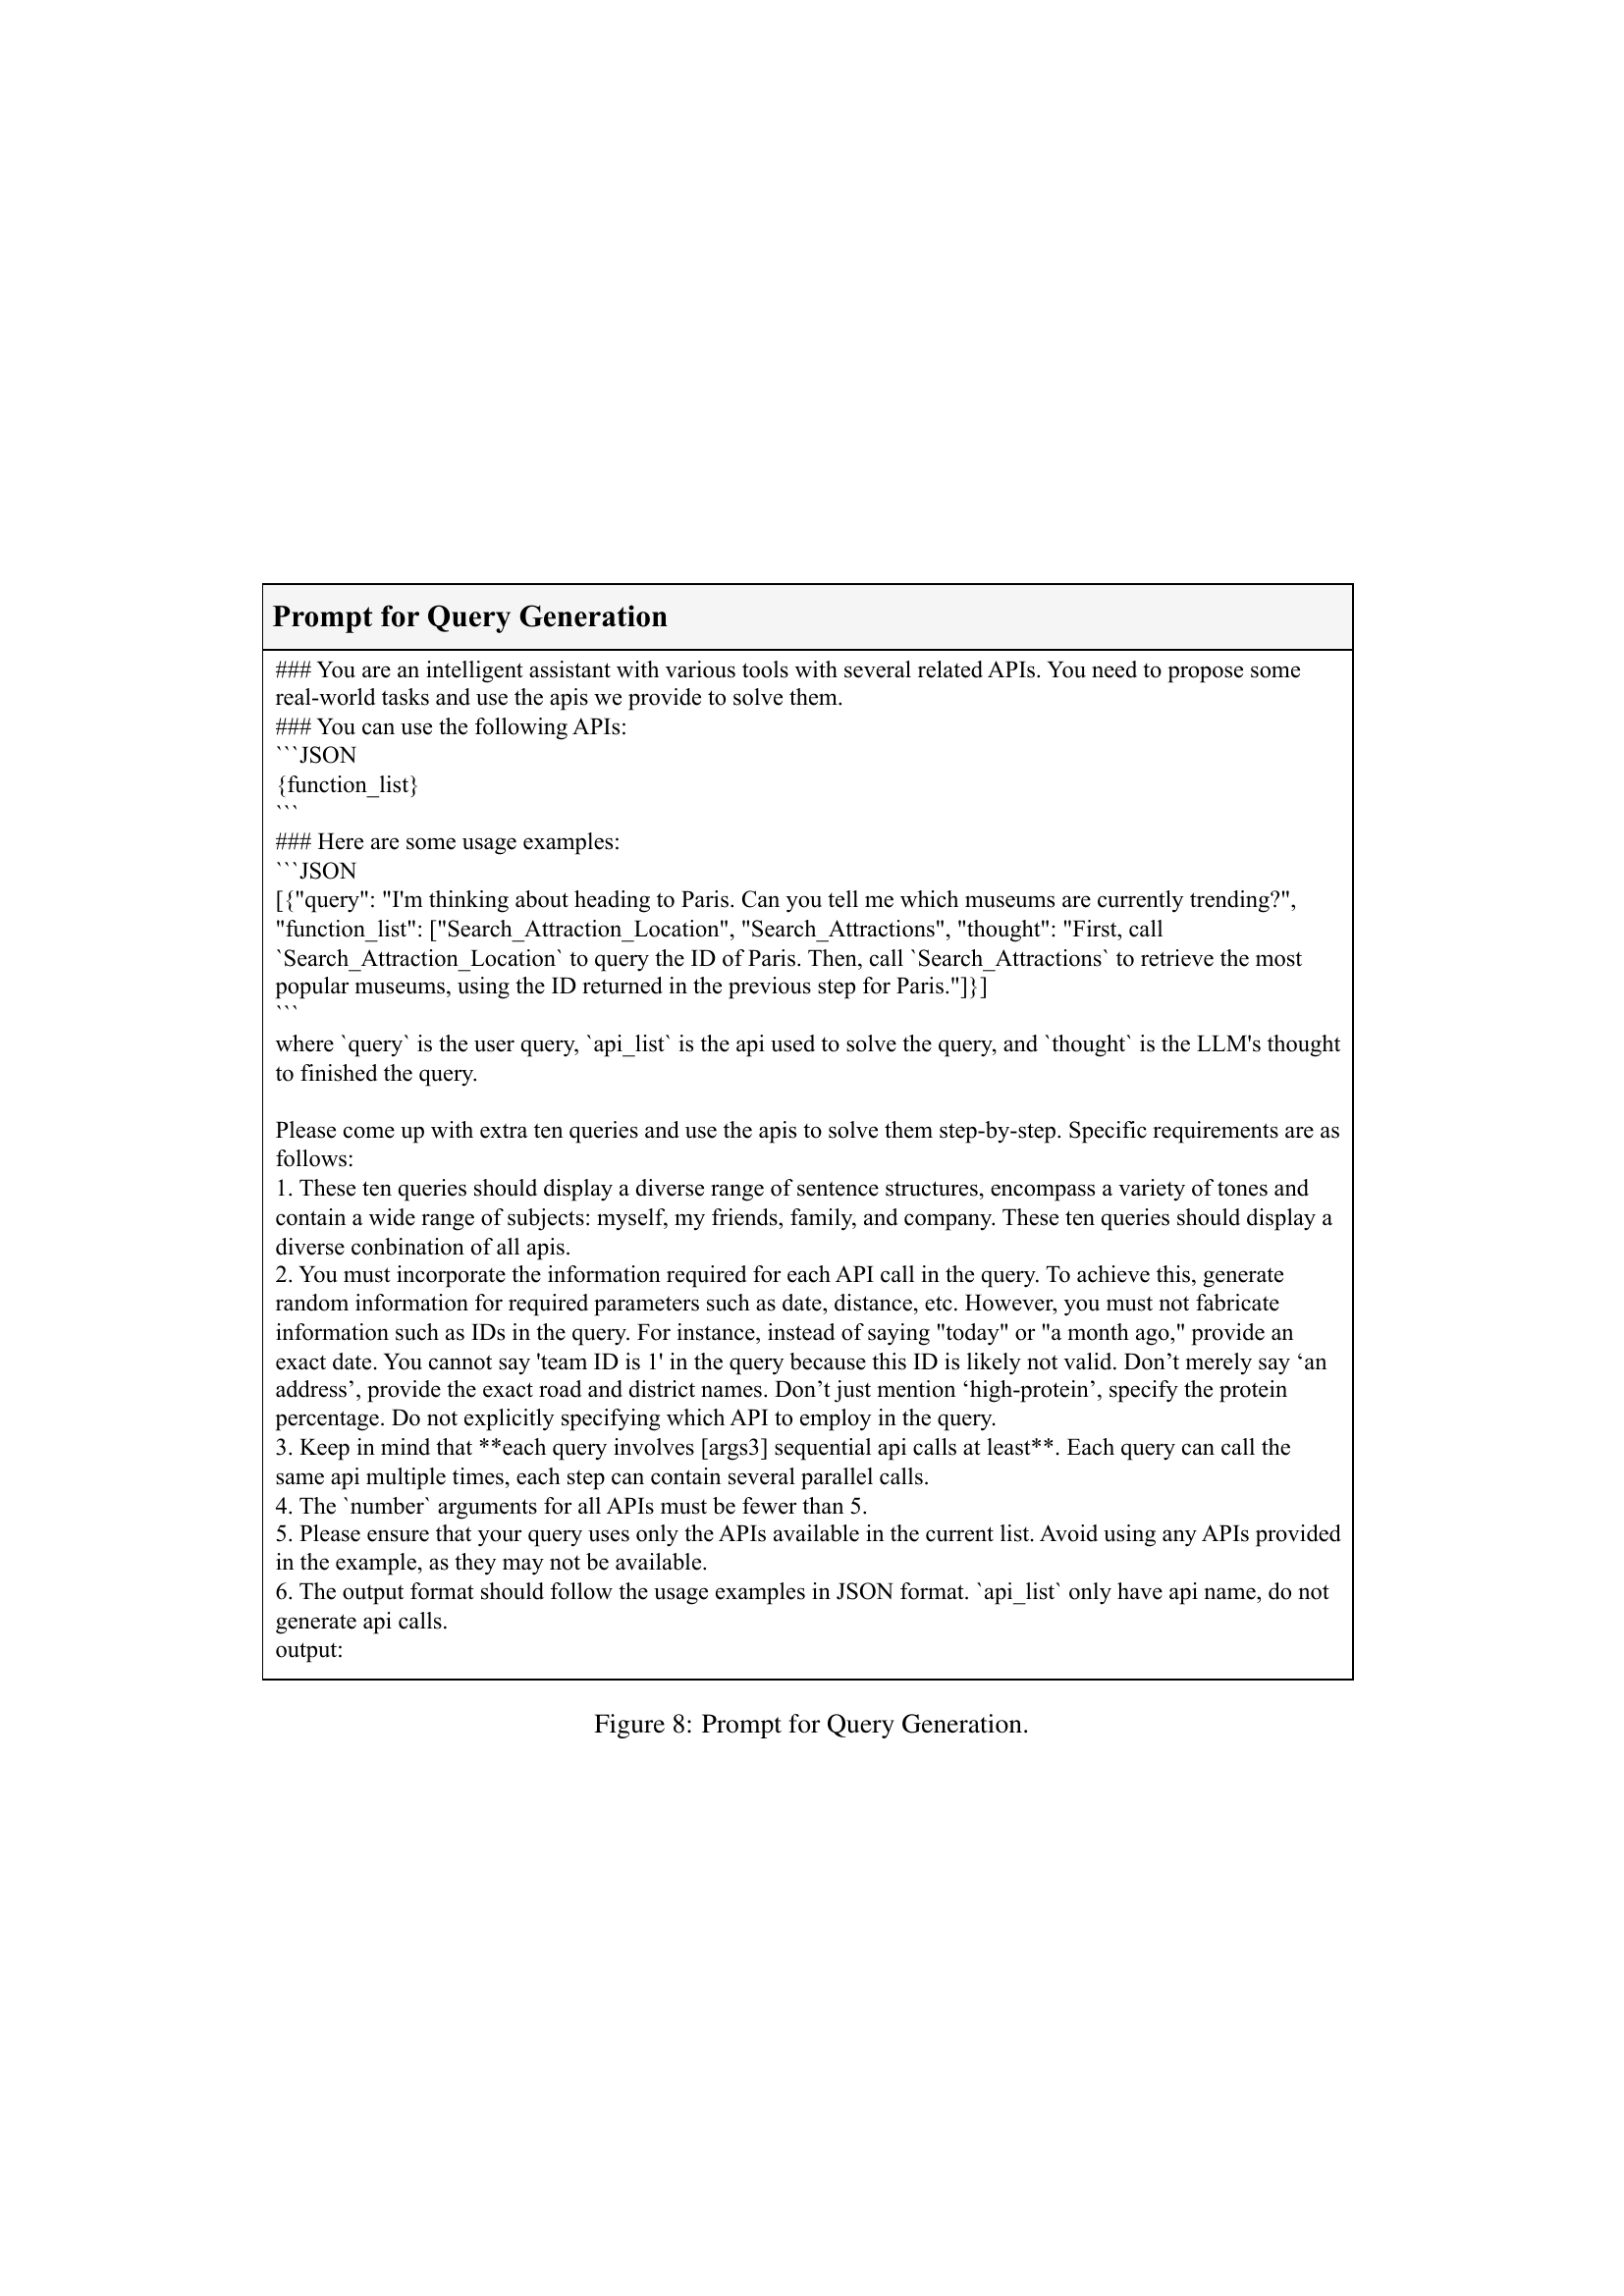 Prompt for Query Generation
### You are an intelligent assistant with various tools with several related APIs. You need to propose some
real-world tasks and use the apis we provide to solve them.
### You can use the following APIs:
```JSON
{function_list}
```
### Here are some usage examples:
```JSON
[{"query": "I'm thinking about heading to Paris. Can you tell me which museums are currently trending?",
"function_list": ["Search_Attraction_Location", "Search_Attractions", "thought": "First, call
`Search_Attraction_Location` to query the ID of Paris. Then, call `Search_Attractions` to retrieve the most
popular museums, using the ID returned in the previous step for Paris."]}]
```
where `query` is the user query, `api_list` is the api used to solve the query, and `thought` is the LLM's thought
to finished the query.
Please come up with extra ten queries and use the apis to solve them step-by-step. Specific requirements are as
follows:
1. These ten queries should display a diverse range of sentence structures, encompass a variety of tones and
contain a wide range of subjects: myself, my friends, family, and company. These ten queries should display a
diverse conbination of all apis.
2. You must incorporate the information required for each API call in the query. To achieve this, generate
random information for required parameters such as date, distance, etc. However, you must not fabricate
information such as IDs in the query. For instance, instead of saying "today" or "a month ago," provide an
exact date. You cannot say 'team ID is 1' in the query because this ID is likely not valid. Don’t merely say ‘an
address’, provide the exact road and district names. Don’t just mention ‘high-protein’, specify the protein
percentage. Do not explicitly specifying which API to employ in the query.
3. Keep in mind that **each query involves [args3] sequential api calls at least**. Each query can call the
same api multiple times, each step can contain several parallel calls.
4. The `number` arguments for all APIs must be fewer than 5.
5. Please ensure that your query uses only the APIs available in the current list. Avoid using any APIs provided
in the example, as they may not be available.
6. The output format should follow the usage examples in JSON format. `api_list` only have api name, do not
generate api calls.
output:
Figure 8: Prompt for Query Generation.